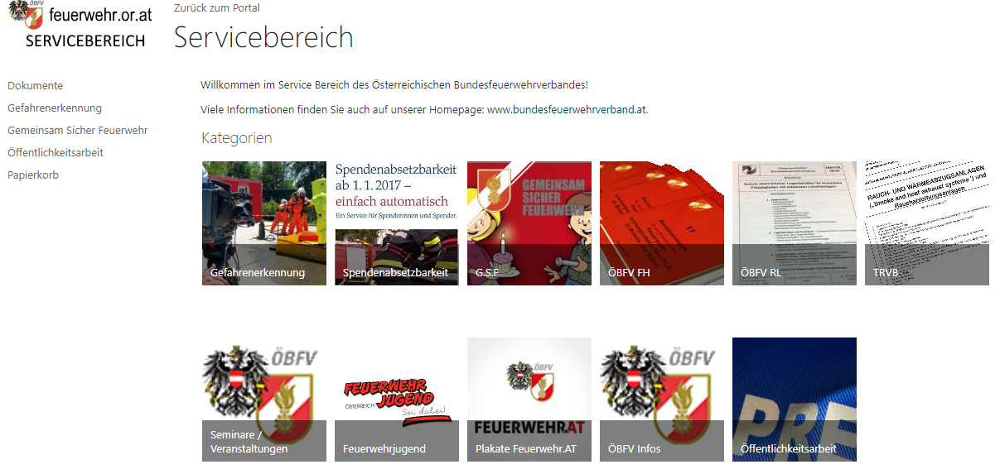 ÖBFV
feuerwehr.or.at
SERVICEBEREICH
Zurück zum Portal
Servicebereich
Dokumente
Gefahrenerkennung
Gemeinsam Sicher Feuerwehr
Öffentlichkeitsarbeit
Papierkorb
Willkommen im Service Bereich des Österreichischen Bundesfeuerwehrverbandes!
Viele Informationen finden Sie auch auf unserer Homepage: www.bundesfeuerwehrverband.at.
Kategorien
Gefahrenerkennung
Spendenabsetzbarkeit
ab 1.1.2017 –
einfach automatisch
Ein Service für Spenderinnen und Spender.
Spendenabsetzbarkeit
GEMEINSAM
SICHER
FEUERWEHR
G.S.F
11
ÖBFV FH
ÖBFV RL
RAUCH- UND WÄRMEABZUGSANLAGEN
("Smoke and heat exhaust systeme") und
Rauchableitungsanlagen
TRVB
ÖBFV
Seminare /
Veranstaltungen
FEUERWEHR
ÖSTERREICH JUGEND
Sei dabei!
Feuerwehrjugend
ÖBFV
FEUERWEHR.AT
Plakate Feuerwehr.AT
ÖBFV
ÖBFV Infos
PRE
Öffentlichkeitsarbeit